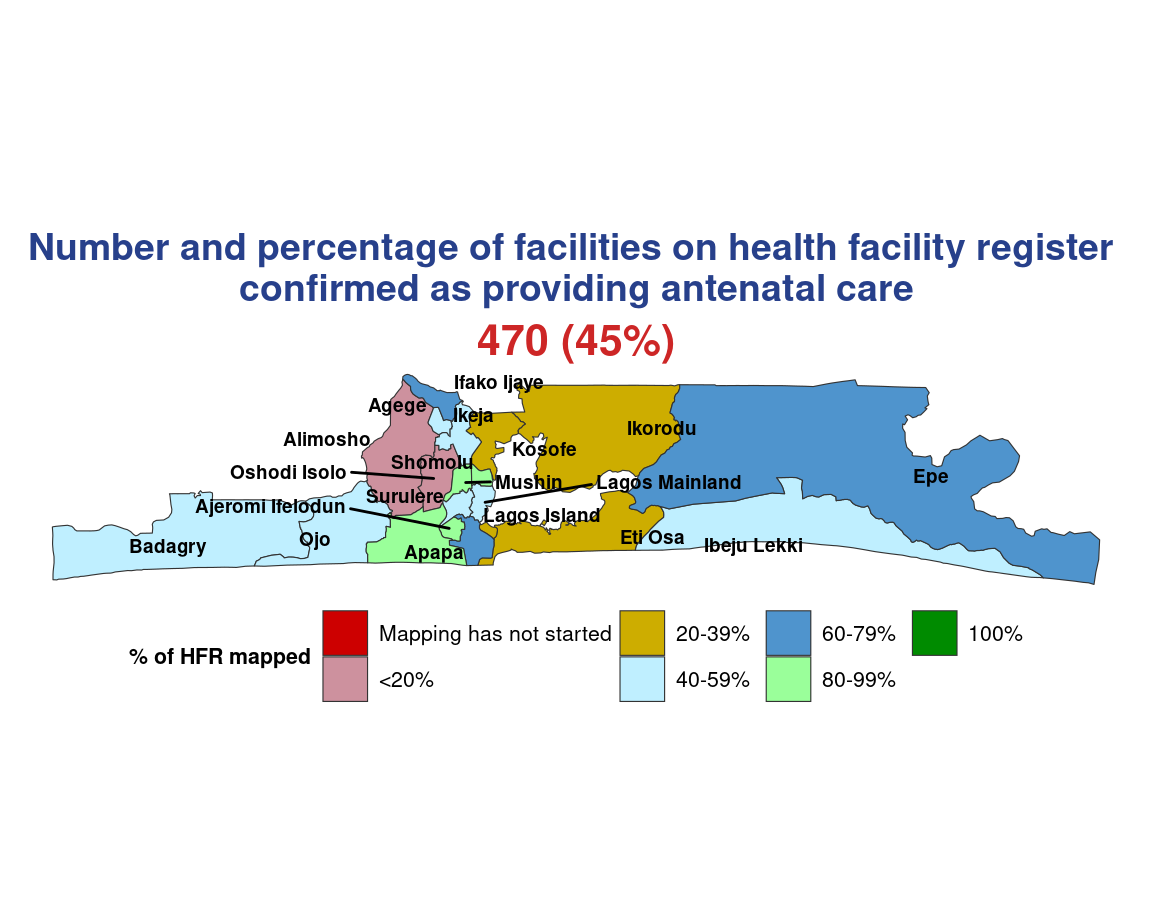 Number and percentage of facilities on health facility register
confirmed as providing antenatal care
470 (45%)
Ifako Ijaye
Agege
Ikeja
Ikorodu
Alimosho
Kosofe
Shomolu
Oshodi Isolo
Epe
Mushin
Lagos Mainland
Surulere
Ajeromi Ifelodun
Lagos Island
Eti Osa
Ojo
Ibeju Lekki
Badagry
Apapa
% of HFR mapped
Mapping has not started
20-39%
60-79%
100%
<20%
40-59%
80-99%